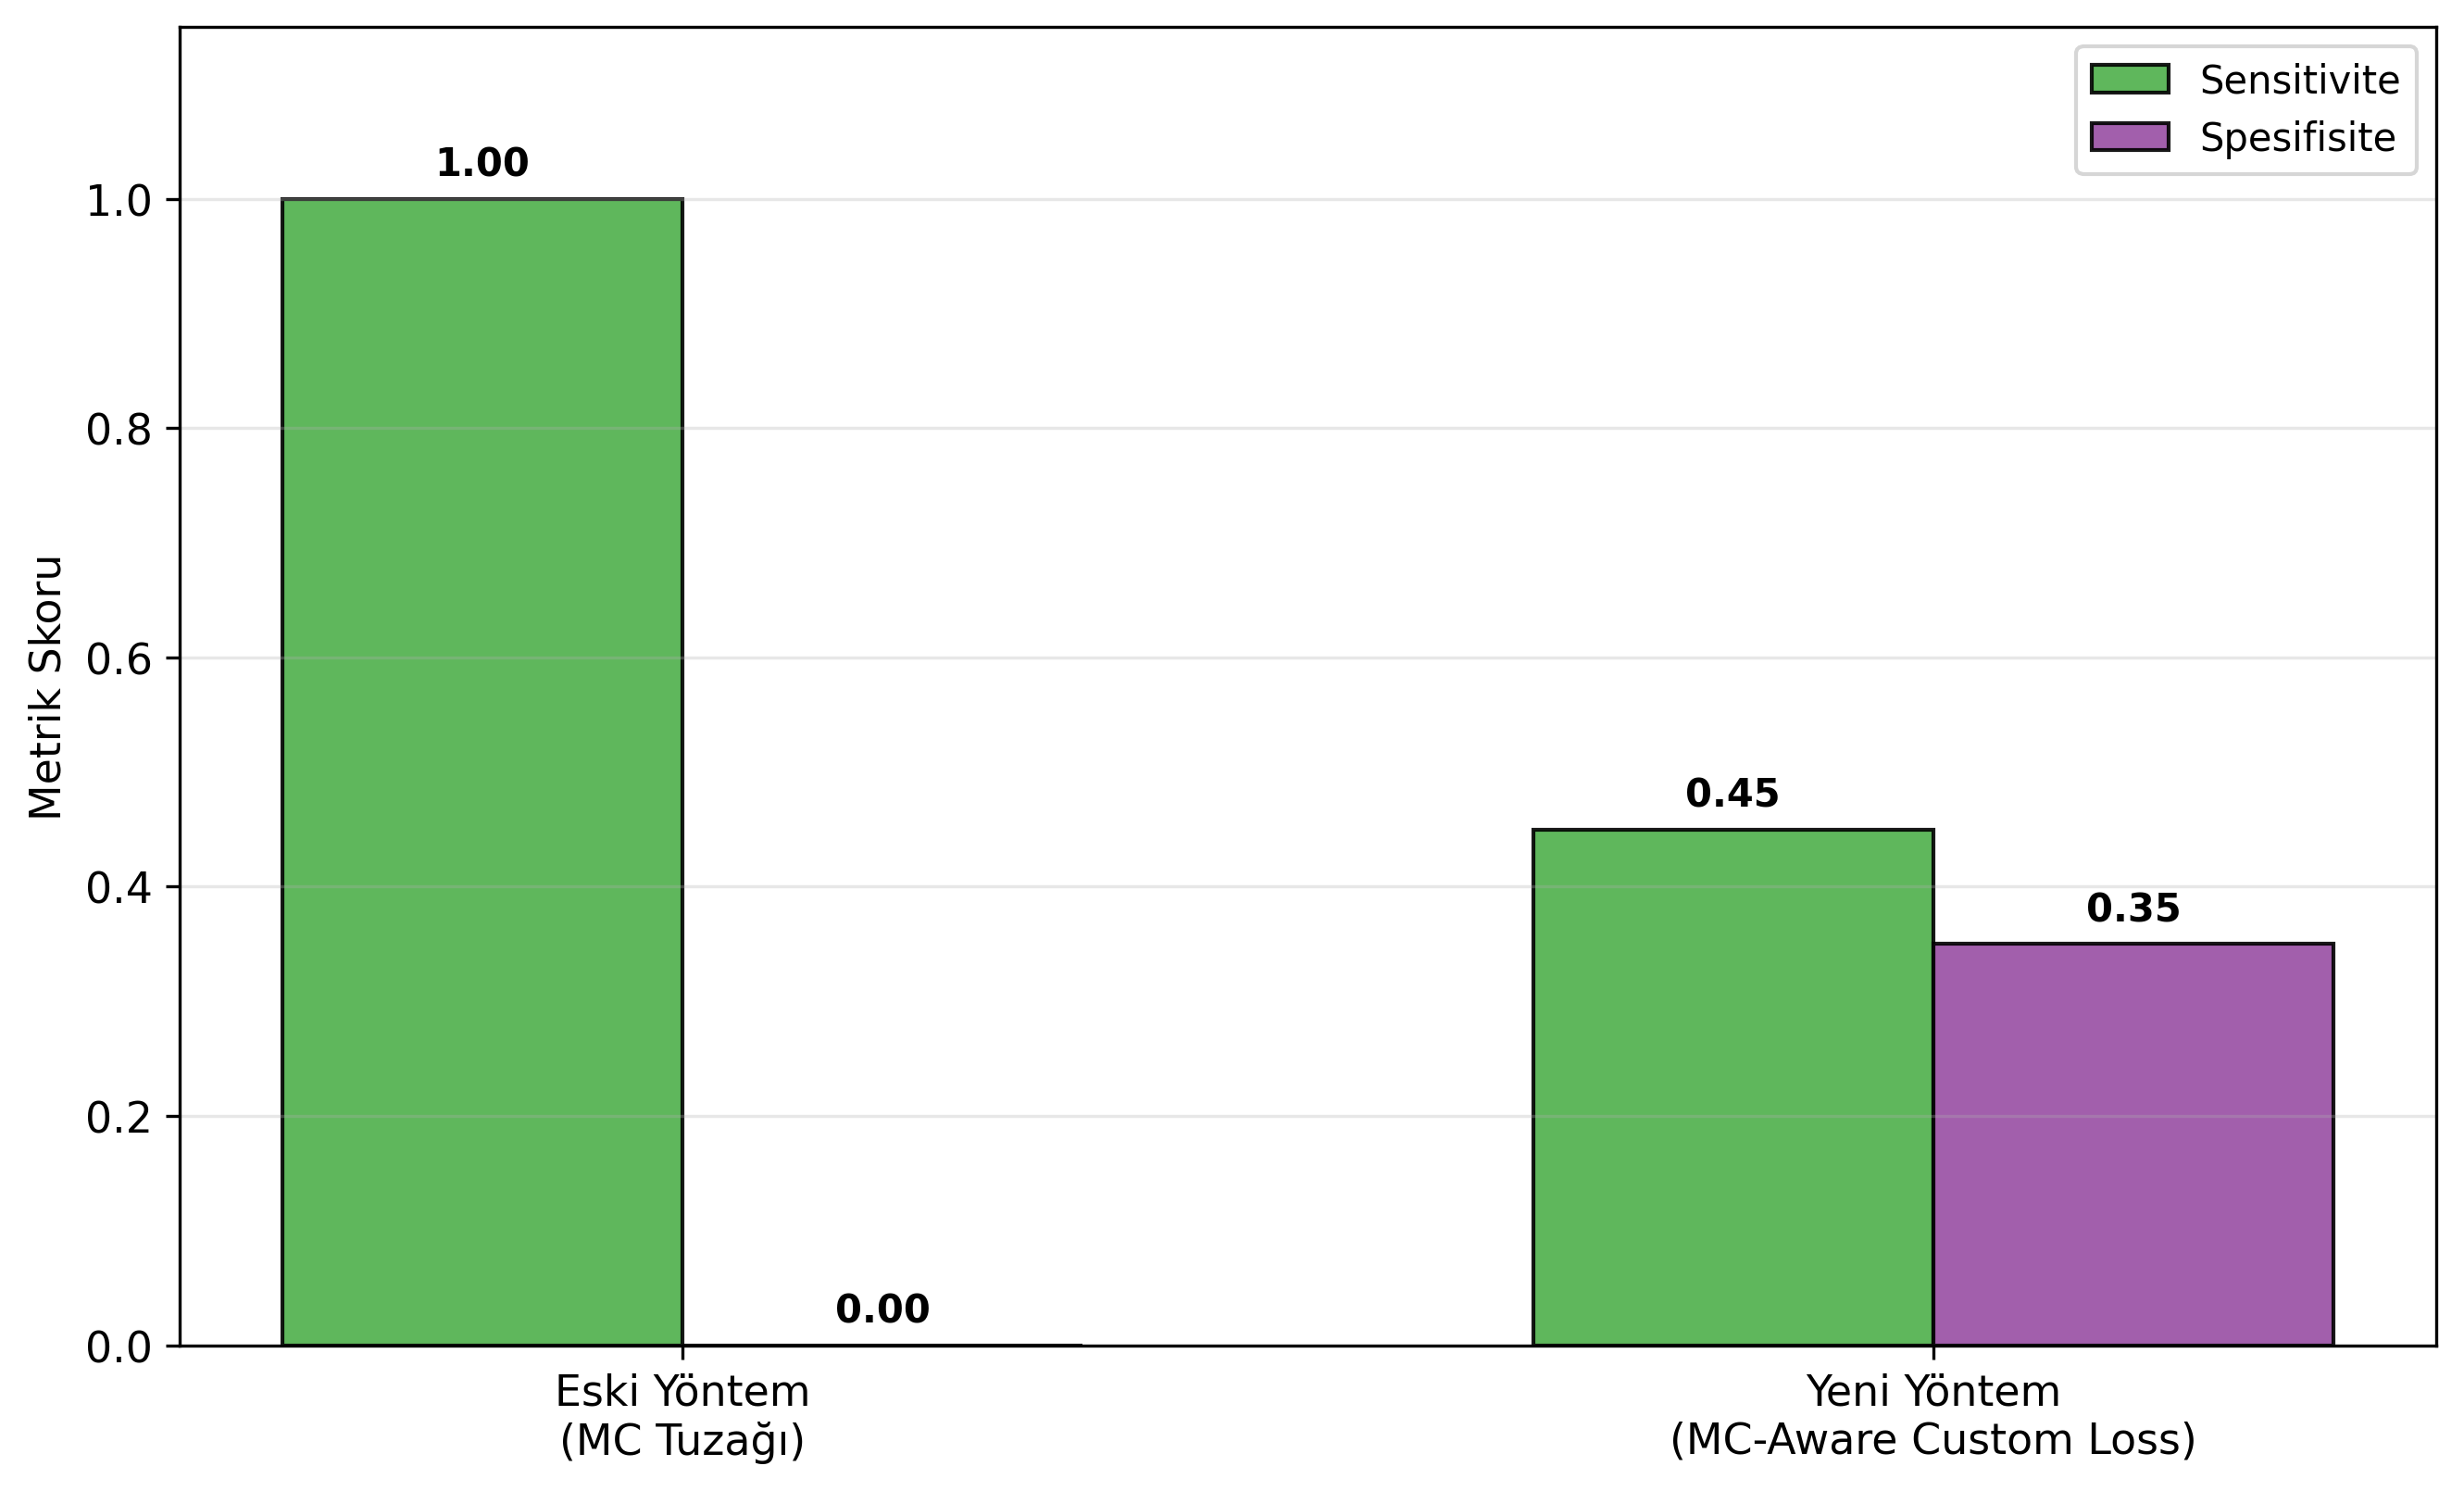 Sensitivite
Spesifisite
Metrik Skoru
1.0
0.8
0.6
0.4
0.2
0.0
1.00
0.00
0.45
0.35
Eski Yöntem
(MC Tuzağı)
Yeni Yöntem
(MC-Aware Custom Loss)